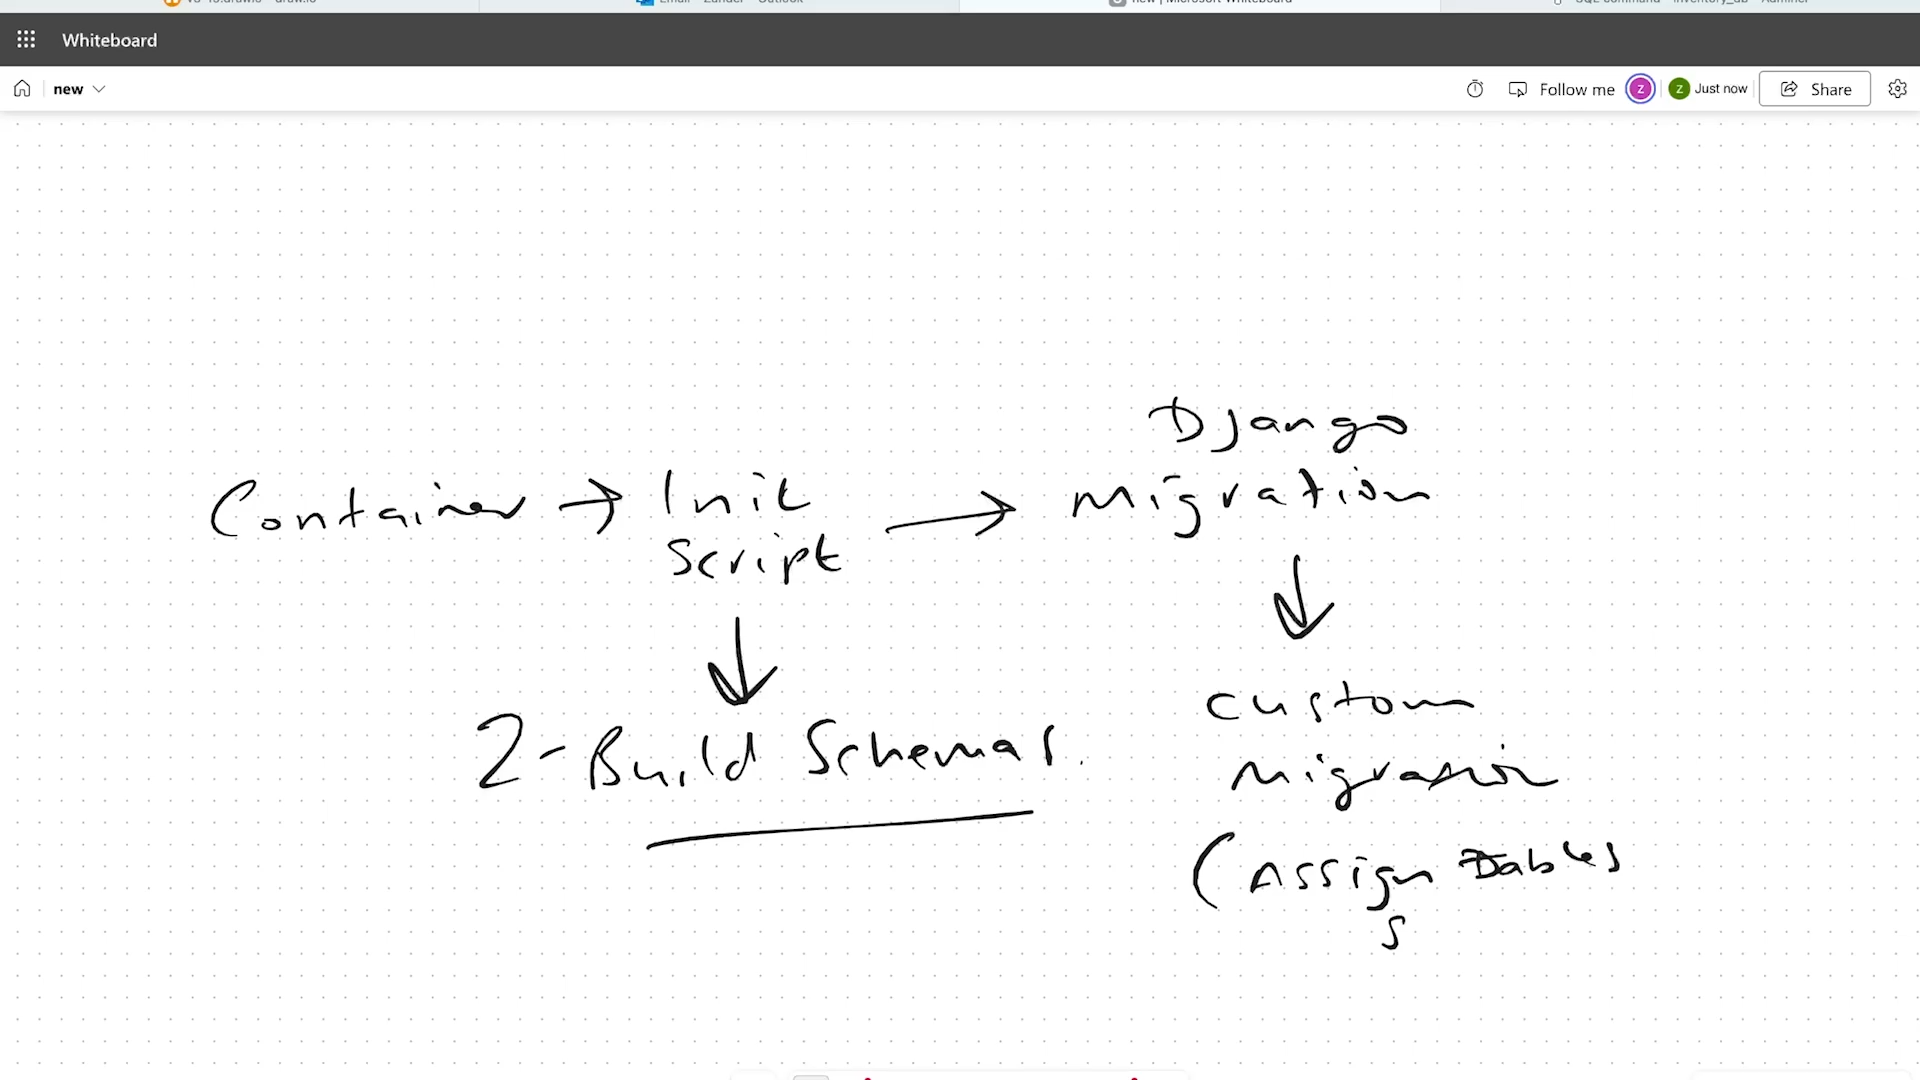 Whiteboard
new
Follow me
Z
Z
Just now
Share
Django
Container → Init → Migration
Script
2-Build Schemas.
Custom
Migration
(Assign Tables
S